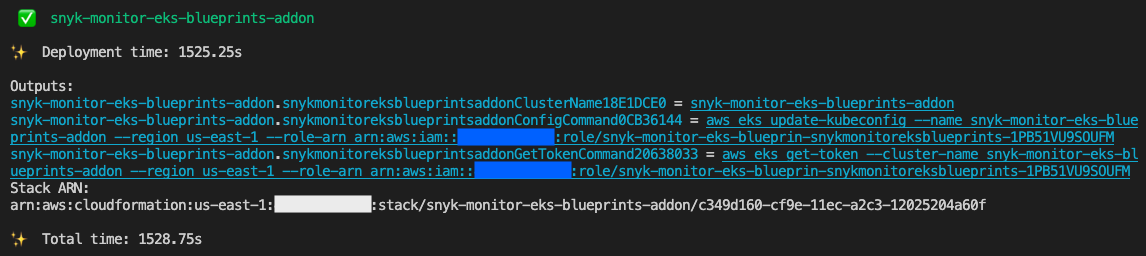 ✅ snyk-monitor-eks-blueprints-addon
✨ Deployment time: 1525.25s
Outputs:
snyk-monitor-eks-blueprints-addon.snykmonitoreksblueprintsaddonClusterName18E1DCE0 = snyk-monitor-eks-blueprints-addon
snyk-monitor-eks-blueprints-addon.snykmonitoreksblueprintsaddonConfigCommand0CB36144 = aws eks update-kubeconfig --name snyk-monitor-eks-blue
prints-addon --region us-east-1 --role-arn arn:aws:iam:: :role/snyk-monitor-eks-blueprin-snykmonitoreksblueprints-1PB51VU9SOUFM
snyk-monitor-eks-blueprints-addon.snykmonitoreksblueprintsaddonGetTokenCommand20638033 = aws eks get-token --cluster-name snyk-monitor-eks-bl
ueprints-addon --region us-east-1 --role-arn arn:aws:iam:: :role/snyk-monitor-eks-blueprin-snykmonitoreksblueprints-1PB51VU9SOUFM
Stack ARN:
arn:aws:cloudformation:us-east-1: :stack/snyk-monitor-eks-blueprints-addon/c349d160-cf9e-11ec-a2c3-12025204a60f
✨ Total time: 1528.75s